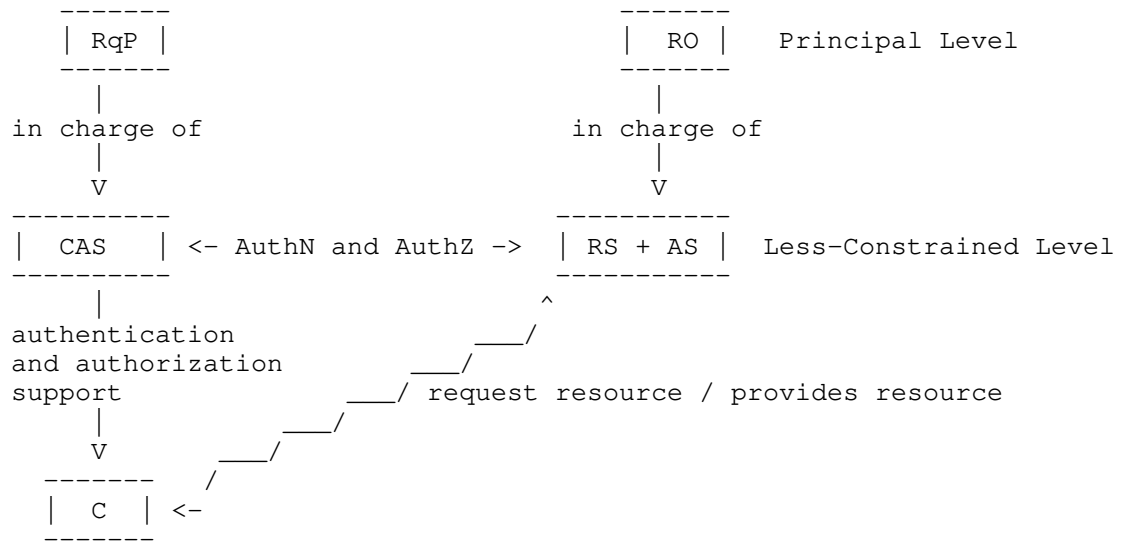 RqP RO Principal Level
in charge of in charge of
V V
CAS <- AuthN and AuthZ -> RS + AS Less-Constrained Level
authentication
and authorization
support request resource / provides resource
V
C <-